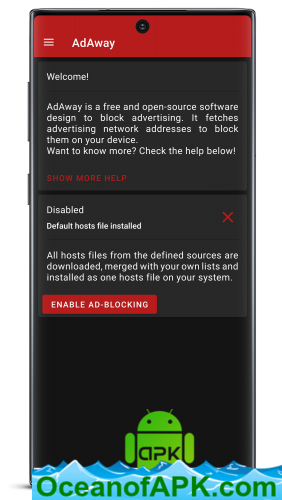 AdAway
Welcome!
AdAway is a free and open-source software
design to block advertising. It fetches
advertising network addresses to block
them on your device.
Want to know more? Check the help below!
SHOW MORE HELP
Disabled
Default hosts file installed
All hosts files from the defined sources are
downloaded, merged with your own lists and
installed as one hosts file on your system.
ENABLE AD-BLOCKING
APK
OceanofAPK.com